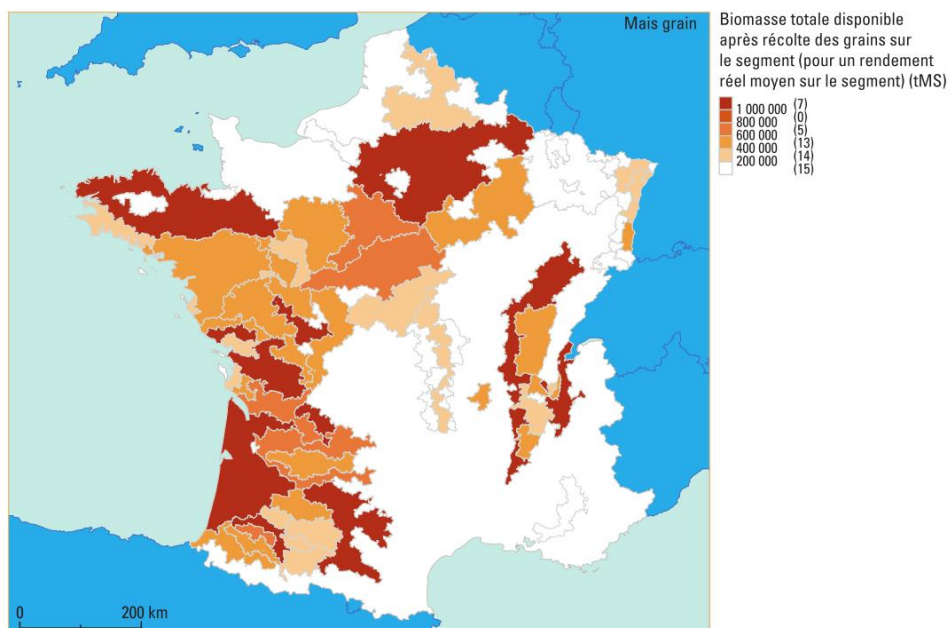 Mais grain
Biomasse totale disponible
après récolte des grains sur
le segment (pour un rendement
réel moyen sur le segment) (tMS)
1 000 000 (7)
800 000 (0)
600 000 (5)
400 000 (13)
200 000 (14)
(15)
0 200 km